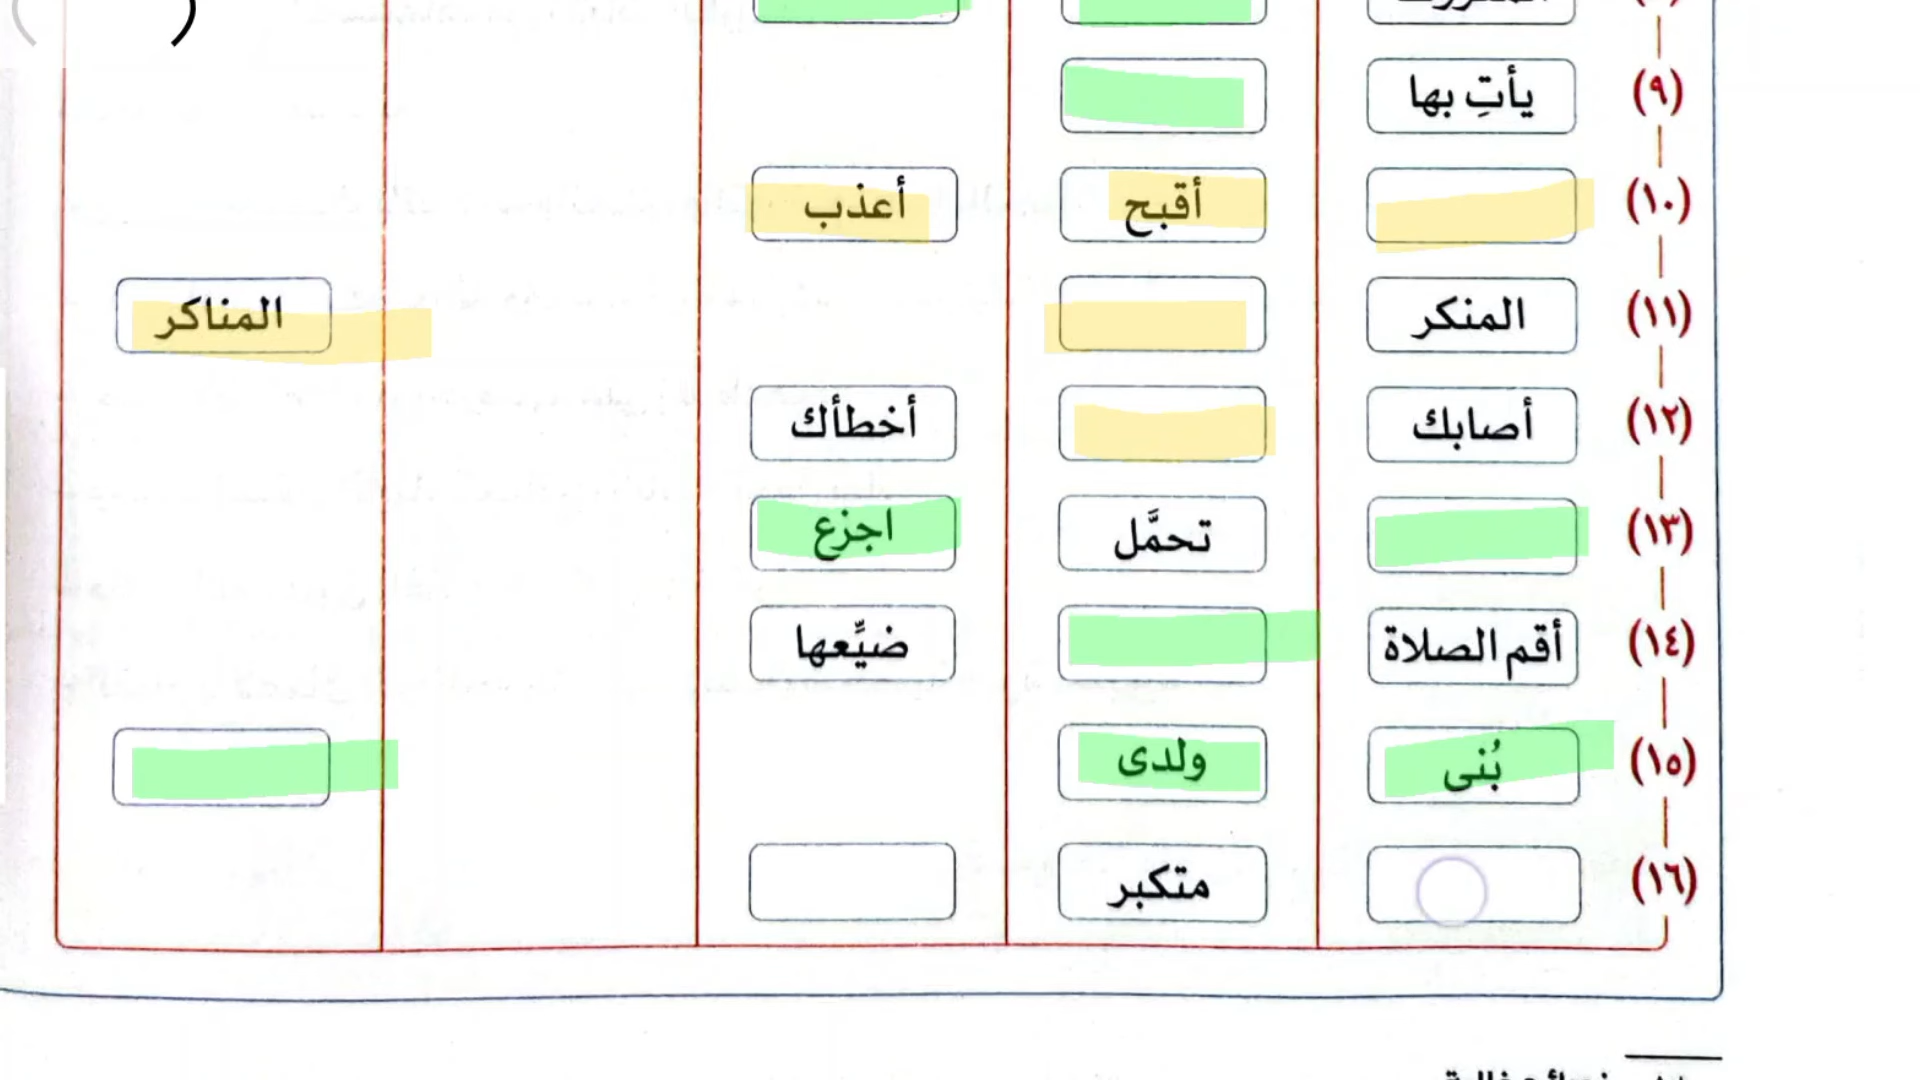 (٩) يأتِ بها
(١٠) أقبح أعذب
(١١) المنكر المناكر
(١٢) أصابك أخطأك
(١٣) تحمَّل اجزع
(١٤) أقم الصلاة ضيِّعها
(١٥) بُنى ولدى
(١٦) متكبر